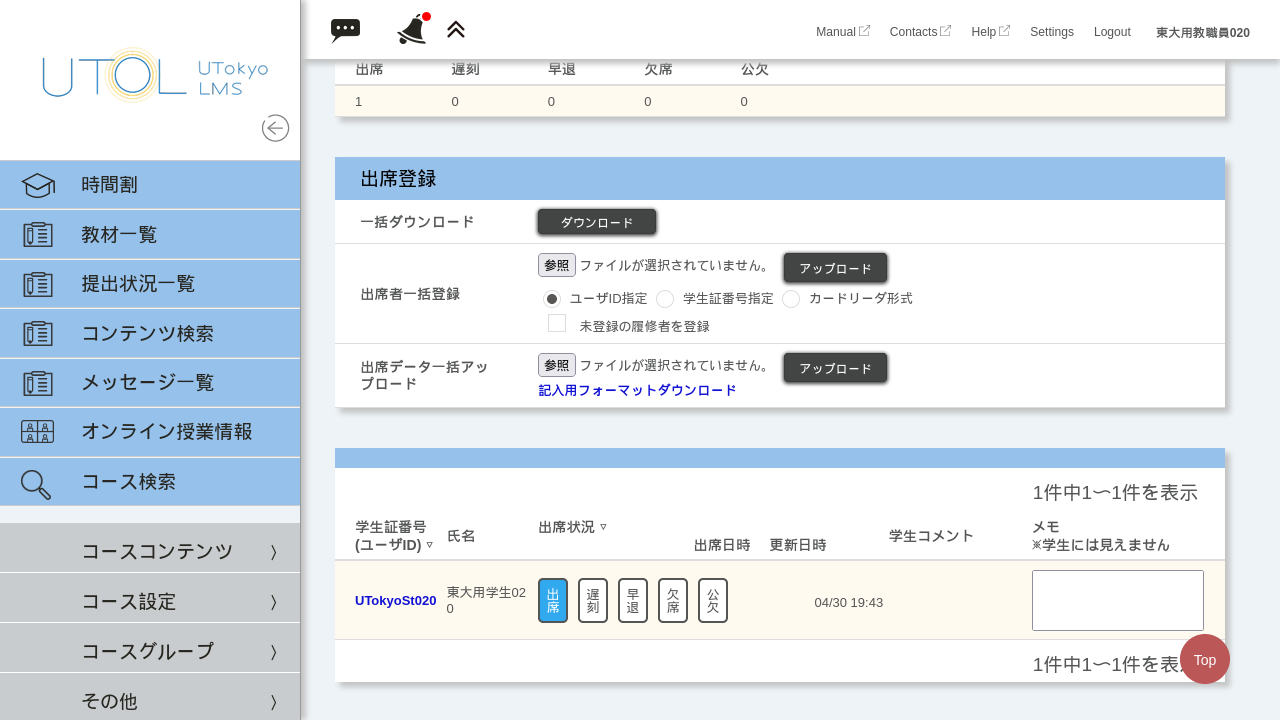 UTOL UTokyo LMS
Manual Contacts Help Settings Logout 東大用教職員020
時間割
教材一覧
提出状況一覧
コンテンツ検索
メッセージ一覧
オンライン授業情報
コース検索
コースコンテンツ 〉
コース設定 〉
コースグループ 〉
その他 〉
出席 遅刻 早退 欠席 公欠
1 0 0 0 0
出席登録
一括ダウンロード ダウンロード
出席者一括登録 参照 ファイルが選択されていません。 アップロード
ユーザID指定 学生証番号指定 カードリーダ形式
未登録の履修者を登録
出席データ一括アップロード 参照 ファイルが選択されていません。 アップロード
記入用フォーマットダウンロード
1件中1〜1件を表示
学生証番号 (ユーザID) ▽ 氏名 出席状況 ▽ 出席日時 更新日時 学生コメント メモ ※学生には見えません
UTokyoSt020 東大用学生020 出席 遅刻 早退 欠席 公欠 04/30 19:43
1件中1〜1件を表示
Top